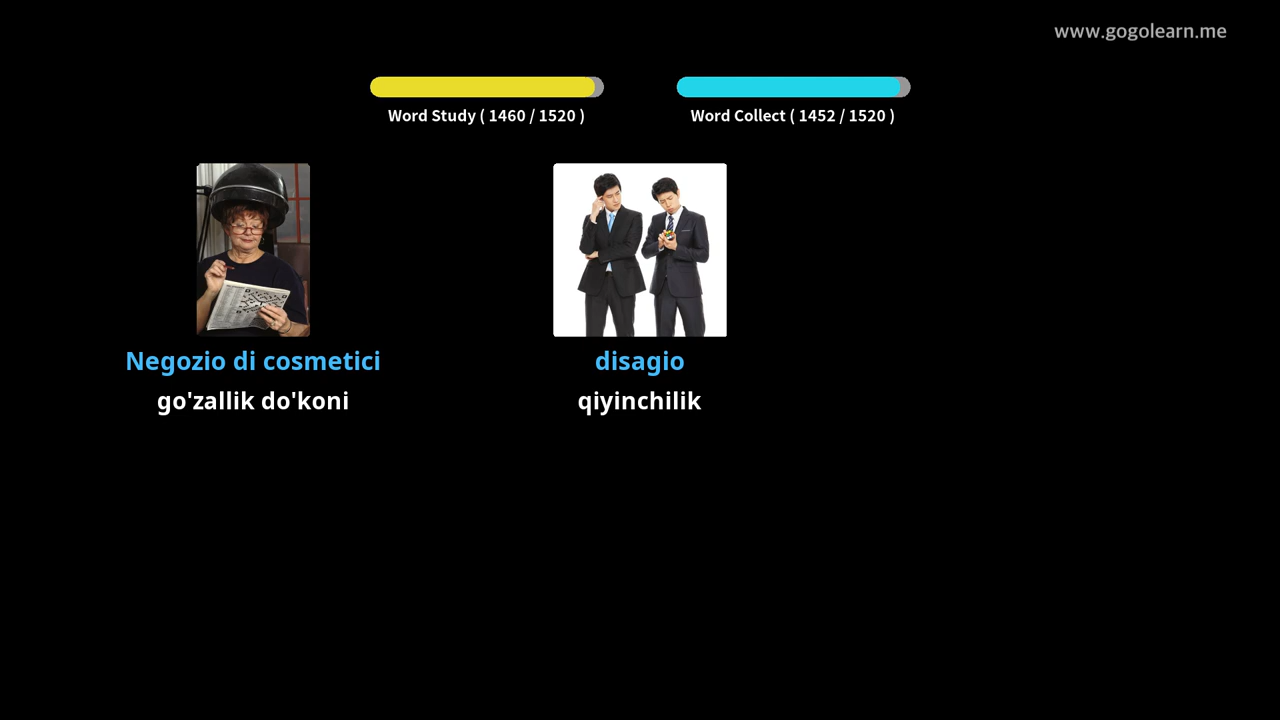 www.gogolearn.me
Word Study ( 1460 / 1520 )
Word Collect ( 1452 / 1520 )
Negozio di cosmetici
go'zallik do'koni
disagio
qiyinchilik